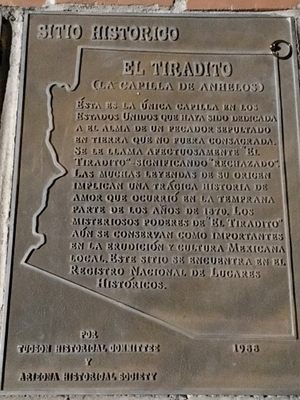 SITIO HISTORICO
EL TIRADITO
(LA CAPILLA DE ANHELOS)
ÉSTA ES LA ÚNICA CAPILLA EN LOS
ESTADOS UNIDOS QUE HAYA SIDO DEDICADA
A EL ALMA DE UN PECADOR SEPULTADO
EN TIERRA QUE NO FUERA CONSAGRADA.
SE LE LLAMA AFECTUOSAMENTE "EL
TIRADITO" SIGNIFICANDO "RECHAZADO".
LAS MUCHAS LEYENDAS DE SU ORIGEN
IMPLICAN UNA TRÁGICA HISTORIA DE
AMOR QUE OCURRIÓ EN LA TEMPRANA
PARTE DE LOS AÑOS DE 1870. LOS
MISTERIOSOS PODERES DE "EL TIRADITO"
AÚN SE CONSERVAN COMO IMPORTANTES
EN LA ERUDICIÓN Y CULTURA MEXICANA
LOCAL. ESTE SITIO SE ENCUENTRA EN EL
REGISTRO NACIONAL DE LUGARES
HISTORICOS.
POR
TUCSON HISTORICAL COMMITTEE 1988
Y
ARIZONA HISTORICAL SOCIETY